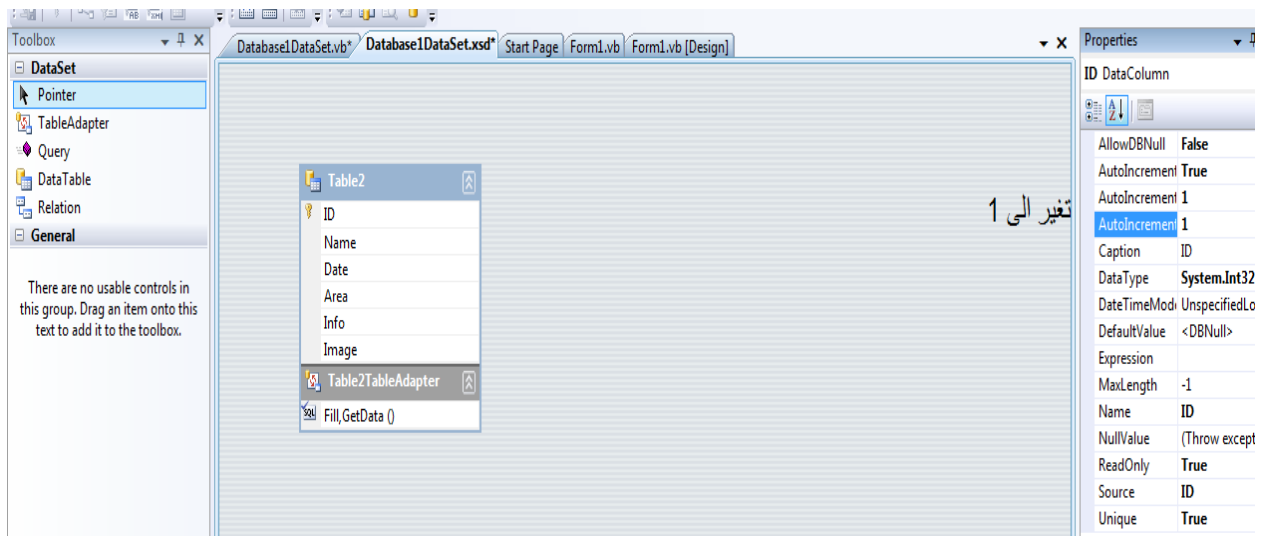 Toolbox
DataSet
Pointer
TableAdapter
Query
DataTable
Relation
General
There are no usable controls in
this group. Drag an item onto this
text to add it to the toolbox.
Database1DataSet.vb* Database1DataSet.xsd* Start Page Form1.vb Form1.vb [Design]
Table2
ID
Name
Date
Area
Info
Image
Table2TableAdapter
SQL Fill,GetData ()
تغير الى 1
Properties
ID DataColumn
AllowDBNull False
AutoIncrement True
AutoIncrement 1
AutoIncrement 1
Caption ID
DataType System.Int32
DateTimeMod UnspecifiedLo
DefaultValue <DBNull>
Expression
MaxLength -1
Name ID
NullValue (Throw except
ReadOnly True
Source ID
Unique True